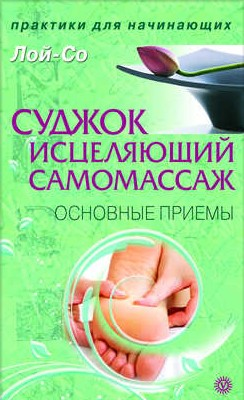 практики для начинающих
Лой-Со
СУДЖОК
ИСЦЕЛЯЮЩИЙ
САМОМАССАЖ
ОСНОВНЫЕ ПРИЕМЫ